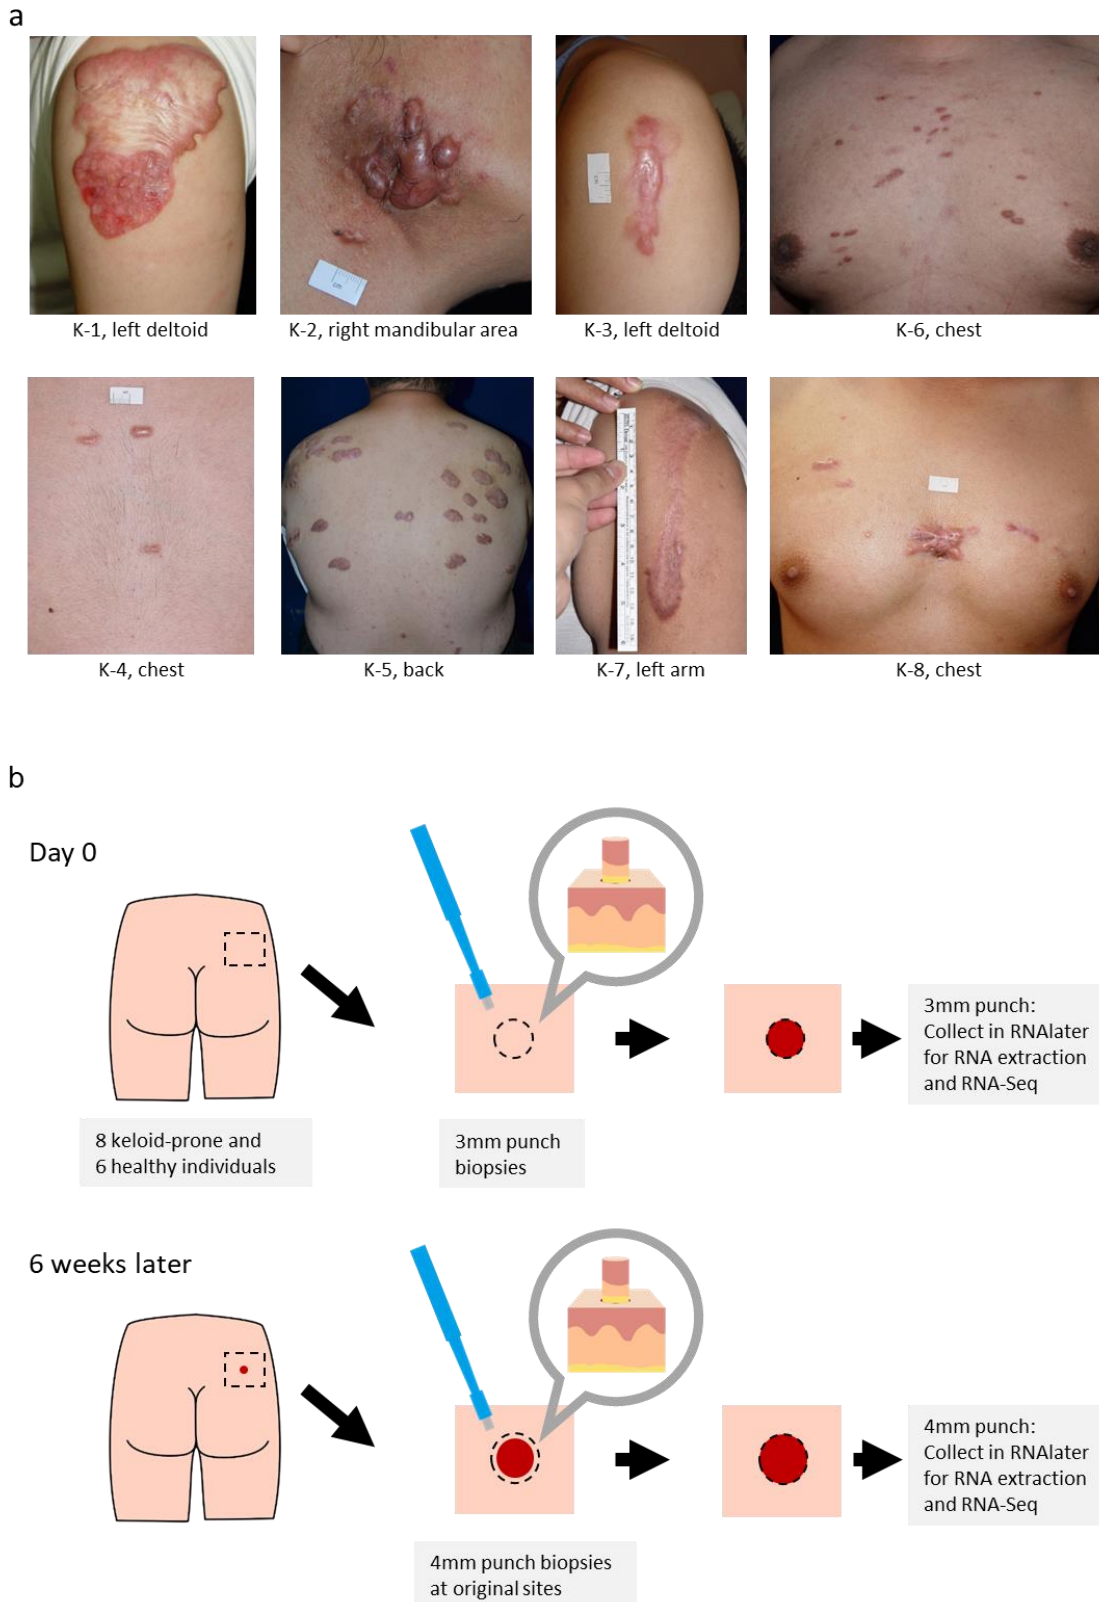 a
K-1, left deltoid
K-2, right mandibular area
K-3, left deltoid
K-6, chest
K-4, chest
K-5, back
K-7, left arm
K-8, chest
b
Day 0
8 keloid-prone and
6 healthy individuals
3mm punch
biopsies
3mm punch:
Collect in RNAlater
for RNA extraction
and RNA-Seq
6 weeks later
4mm punch biopsies
at original sites
4mm punch:
Collect in RNAlater
for RNA extraction
and RNA-Seq